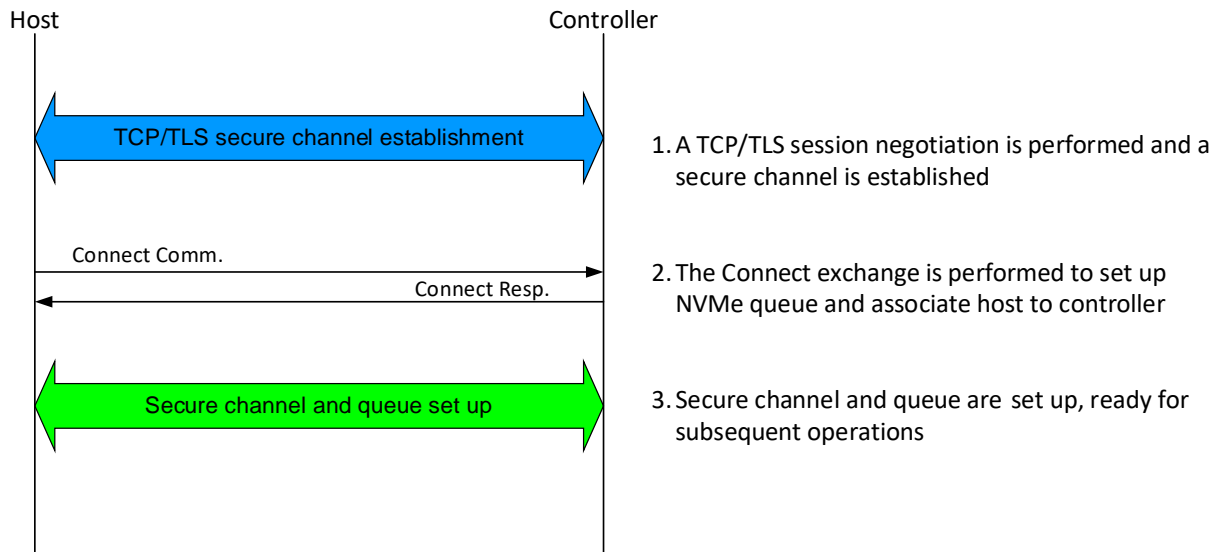 Host
Controller
TCP/TLS secure channel establishment
1. A TCP/TLS session negotiation is performed and a
secure channel is established
Connect Comm.
Connect Resp.
2. The Connect exchange is performed to set up
NVMe queue and associate host to controller
Secure channel and queue set up
3. Secure channel and queue are set up, ready for
subsequent operations